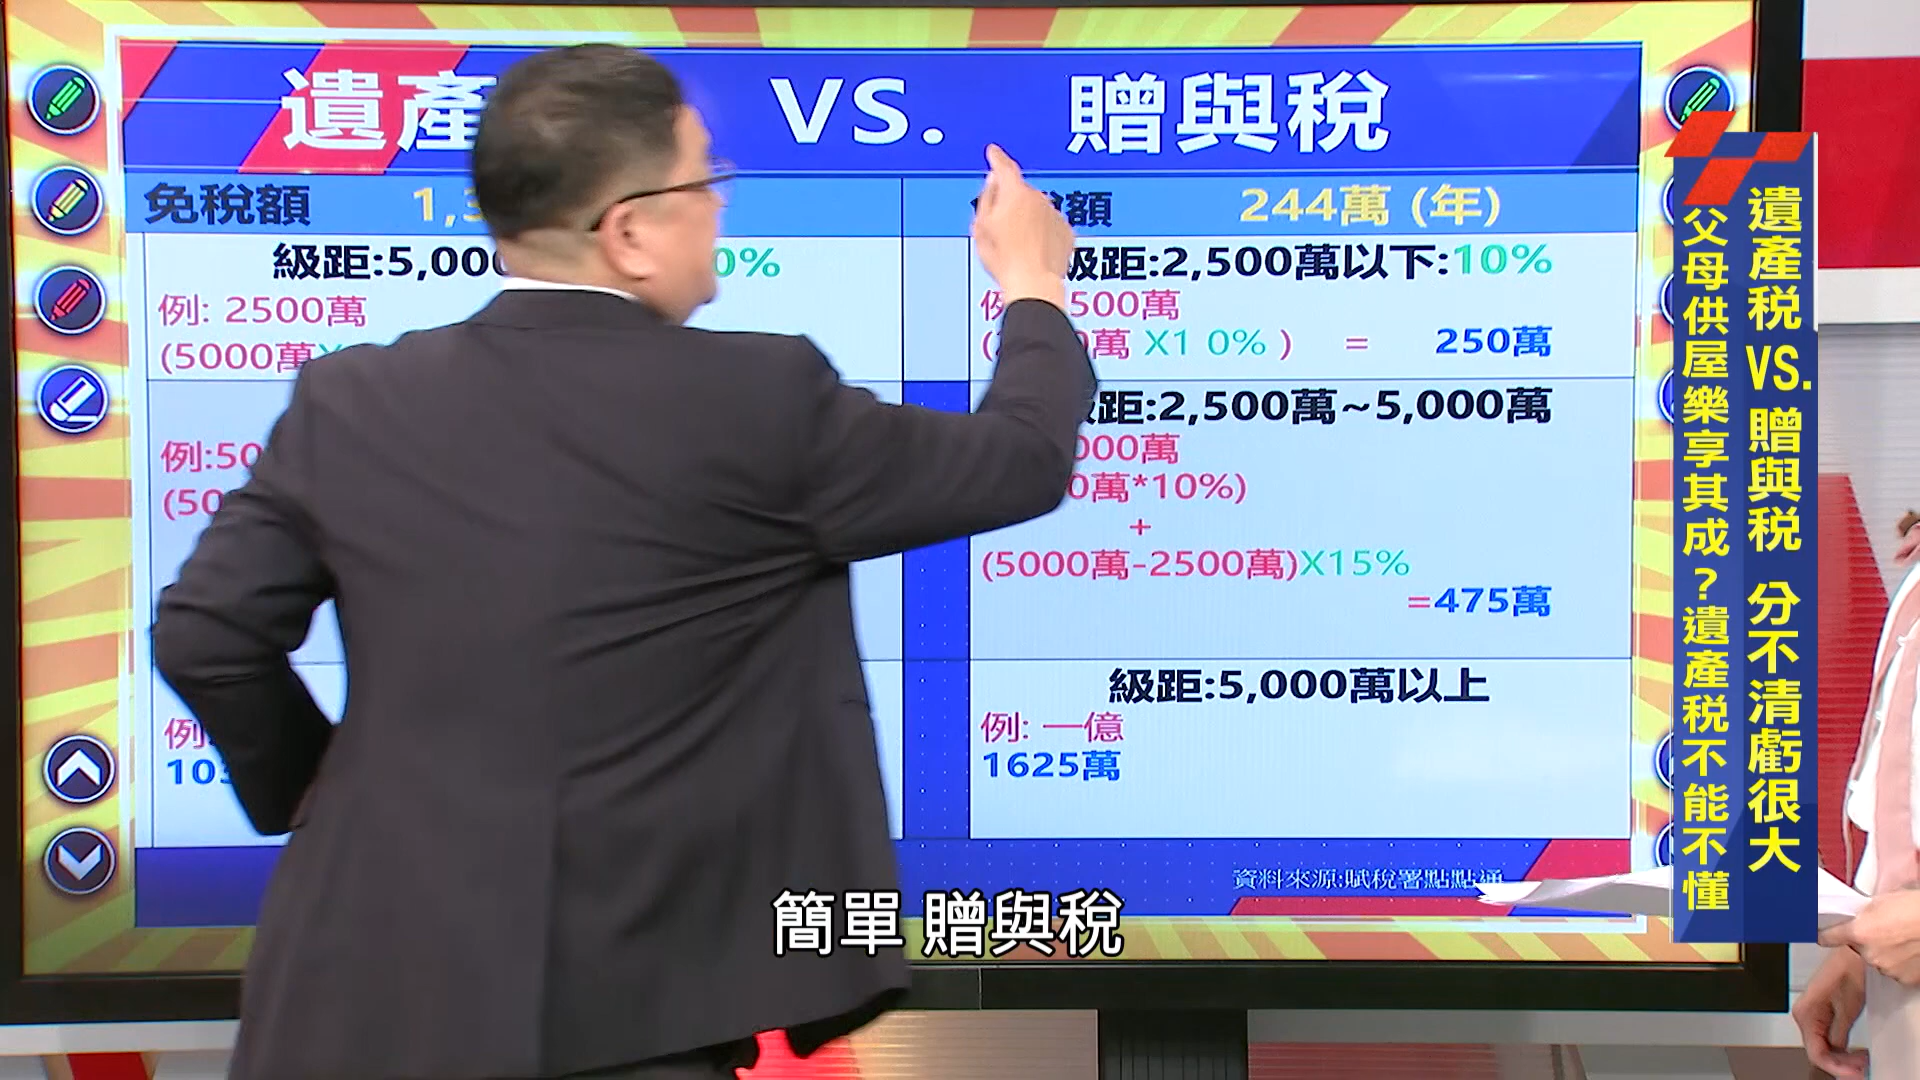 遺產
VS.
贈與稅
免稅額
1,3
稅額
244萬 (年)
級距:5,000
0%
例: 2500萬
(5000萬X
級距:2,500萬以下:10%
例 500萬
萬 X1 0% ) = 250萬
例:50
(50
級距:2,500萬~5,000萬
000萬
0萬*10%)
+
(5000萬-2500萬)X15%
=475萬
例:
103
級距:5,000萬以上
例: 一億
1625萬
資料來源:賦稅署點點通
簡單 贈與稅
遺產稅 VS. 贈與稅 分不清虧很大
父母供屋樂享其成？遺產稅不能不懂